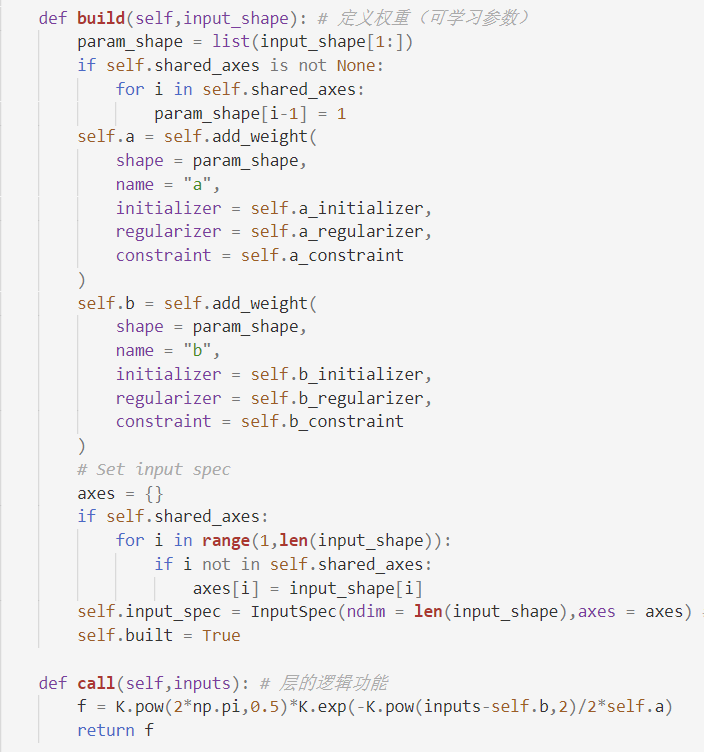 def build(self,input_shape): # 定义权重（可学习参数）
param_shape = list(input_shape[1:])
if self.shared_axes is not None:
for i in self.shared_axes:
param_shape[i-1] = 1
self.a = self.add_weight(
shape = param_shape,
name = "a",
initializer = self.a_initializer,
regularizer = self.a_regularizer,
constraint = self.a_constraint
)
self.b = self.add_weight(
shape = param_shape,
name = "b",
initializer = self.b_initializer,
regularizer = self.b_regularizer,
constraint = self.b_constraint
)
# Set input spec
axes = {}
if self.shared_axes:
for i in range(1,len(input_shape)):
if i not in self.shared_axes:
axes[i] = input_shape[i]
self.input_spec = InputSpec(ndim = len(input_shape),axes = axes)
self.built = True
def call(self,inputs): # 层的逻辑功能
f = K.pow(2*np.pi,0.5)*K.exp(-K.pow(inputs-self.b,2)/2*self.a)
return f